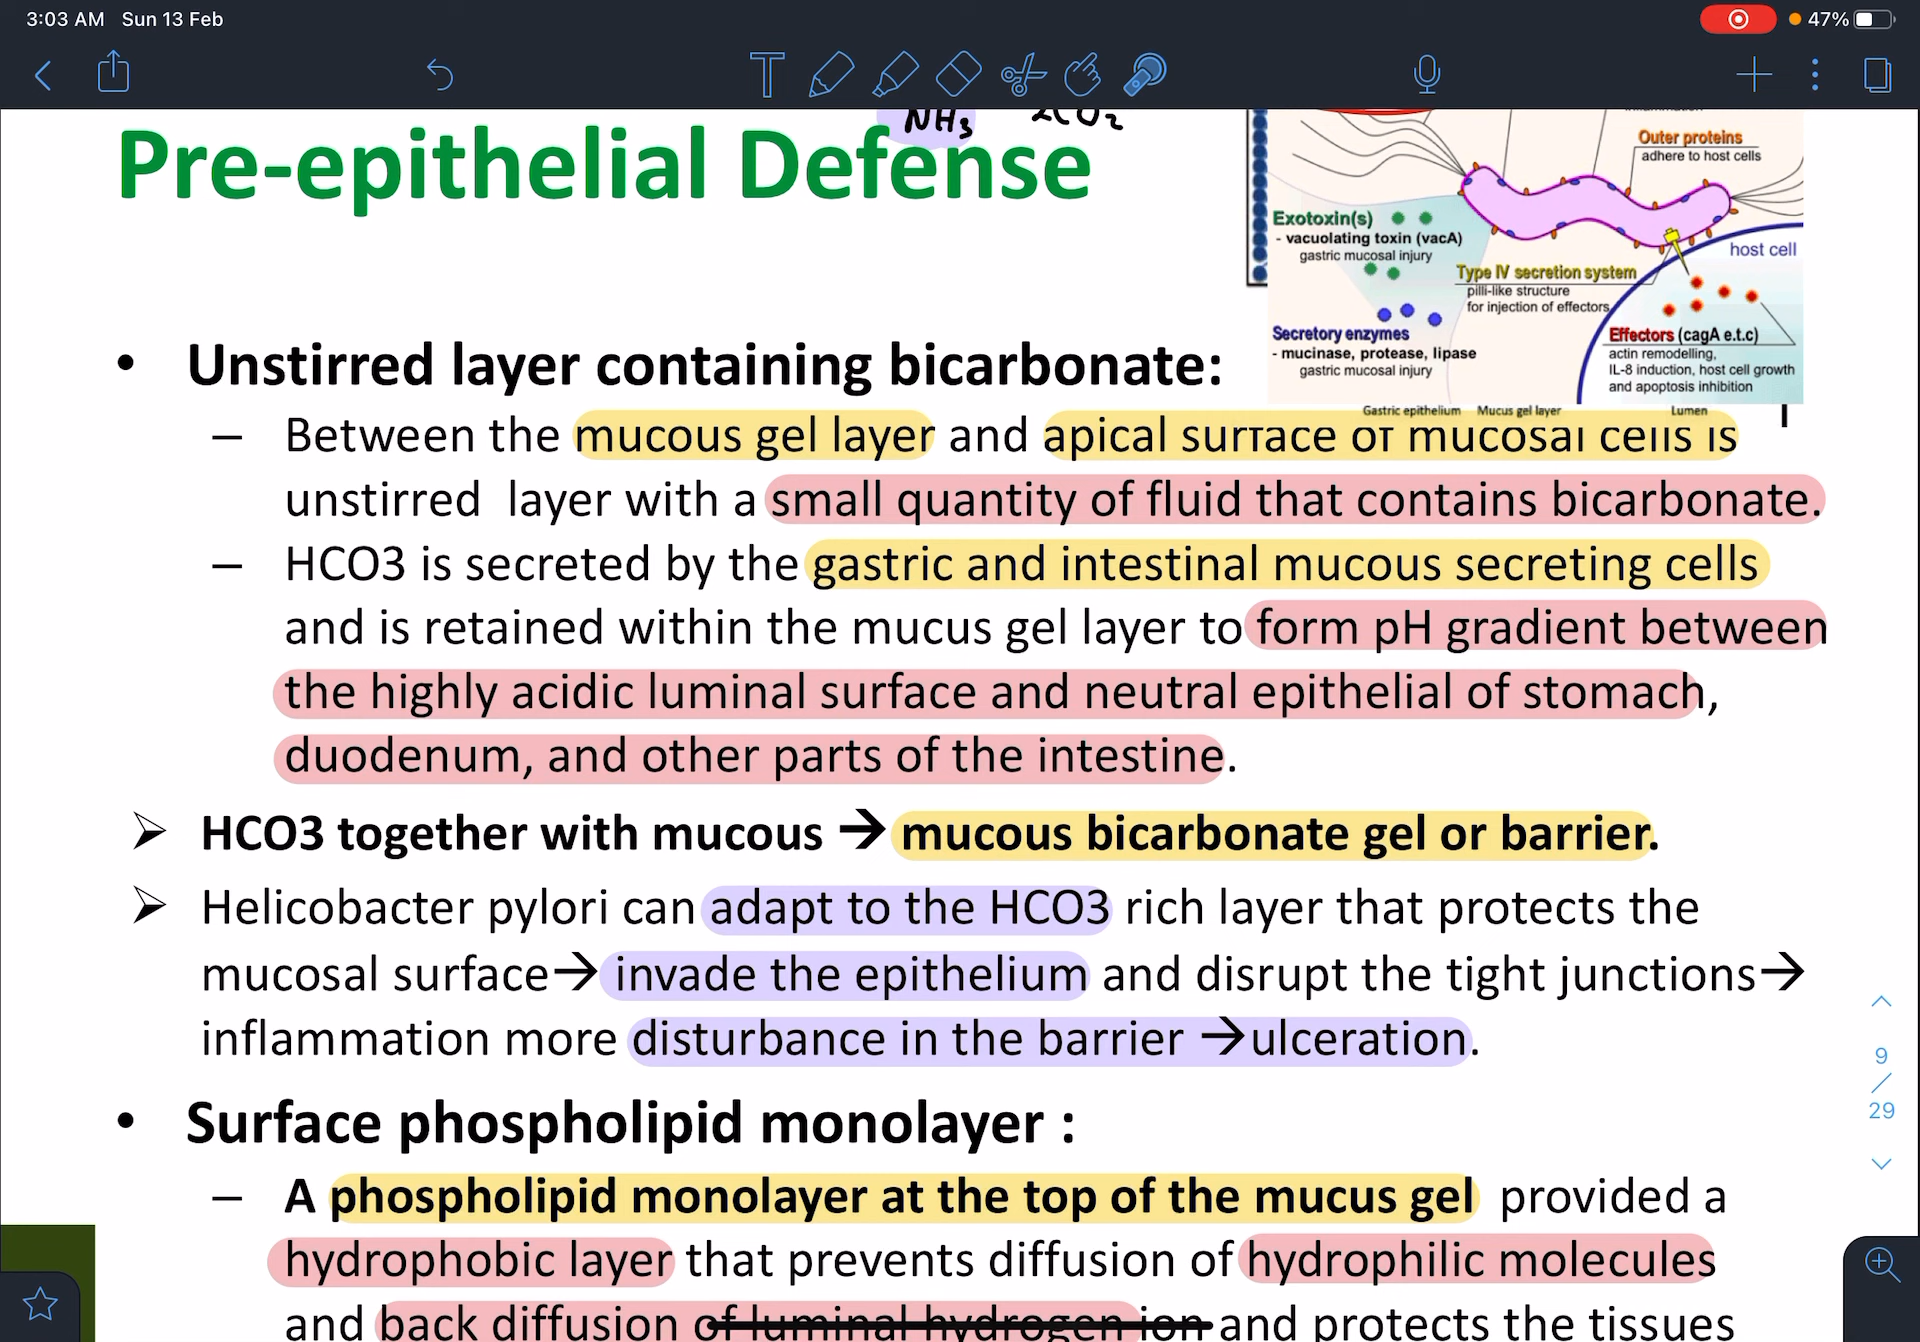 3:03 AM Sun 13 Feb
47%
NH3 2CO2
Pre-epithelial Defense
Outer proteins
adhere to host cells
Exotoxin(s)
- vacuolating toxin (vacA)
gastric mucosal injury
host cell
Type IV secretion system
pilli-like structure
for injection of effectors
Secretory enzymes
- mucinase, protease, lipase
gastric mucosal injury
Effectors (cagA e.t.c)
actin remodelling,
IL-8 induction, host cell growth
and apoptosis inhibition
Gastric epithelium Mucus gel layer Lumen
• Unstirred layer containing bicarbonate:
– Between the mucous gel layer and apical surface of mucosal cells is
unstirred layer with a small quantity of fluid that contains bicarbonate.
– HCO3 is secreted by the gastric and intestinal mucous secreting cells
and is retained within the mucus gel layer to form pH gradient between
the highly acidic luminal surface and neutral epithelial of stomach,
duodenum, and other parts of the intestine.
➢ HCO3 together with mucous → mucous bicarbonate gel or barrier.
➢ Helicobacter pylori can adapt to the HCO3 rich layer that protects the
mucosal surface→ invade the epithelium and disrupt the tight junctions→
inflammation more disturbance in the barrier →ulceration.
• Surface phospholipid monolayer :
– A phospholipid monolayer at the top of the mucus gel provided a
hydrophobic layer that prevents diffusion of hydrophilic molecules
and back diffusion of luminal hydrogen ion and protects the tissues
9
/
29